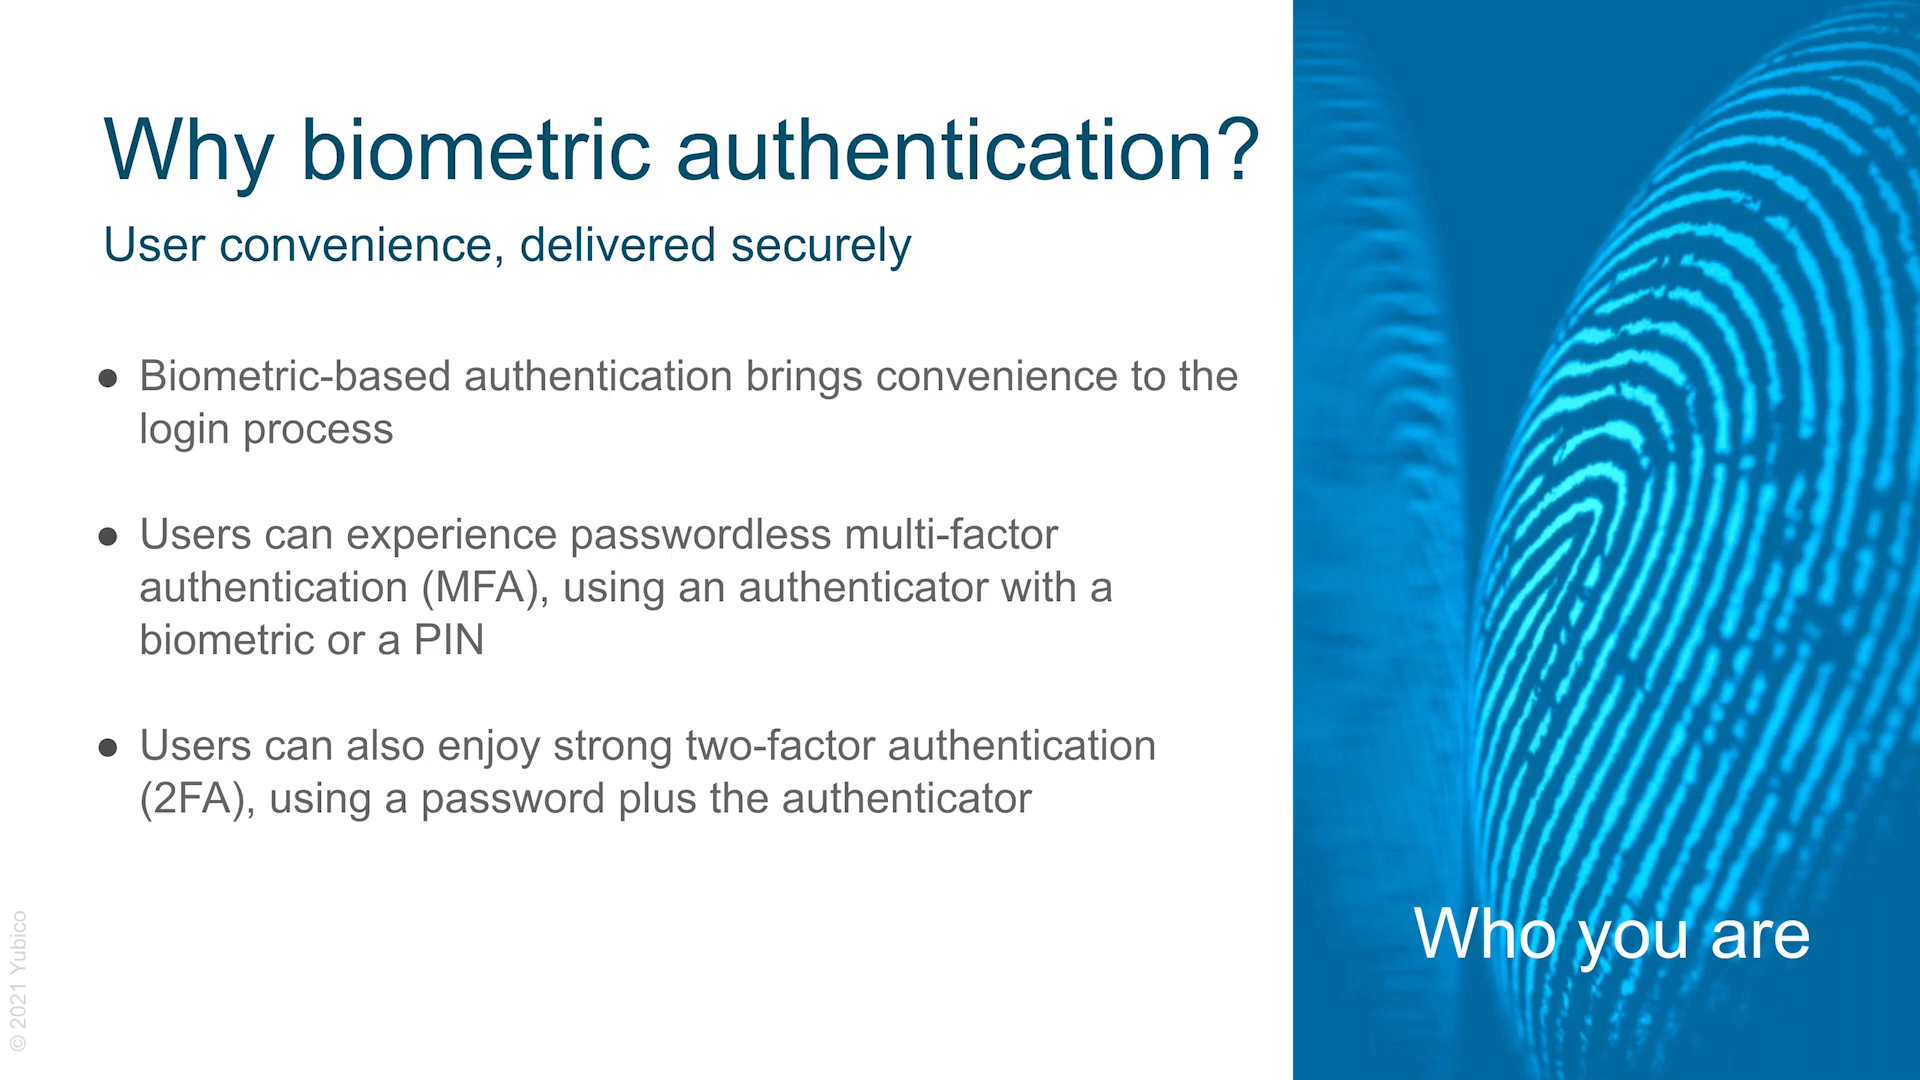 Why biometric authentication?
User convenience, delivered securely
● Biometric-based authentication brings convenience to the
login process
● Users can experience passwordless multi-factor
authentication (MFA), using an authenticator with a
biometric or a PIN
● Users can also enjoy strong two-factor authentication
(2FA), using a password plus the authenticator
Who you are
© 2021 Yubico